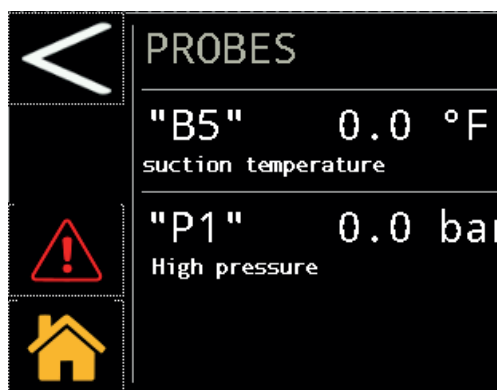 PROBES
"B5" 0.0 °F
suction temperature
"P1" 0.0 bar
High pressure